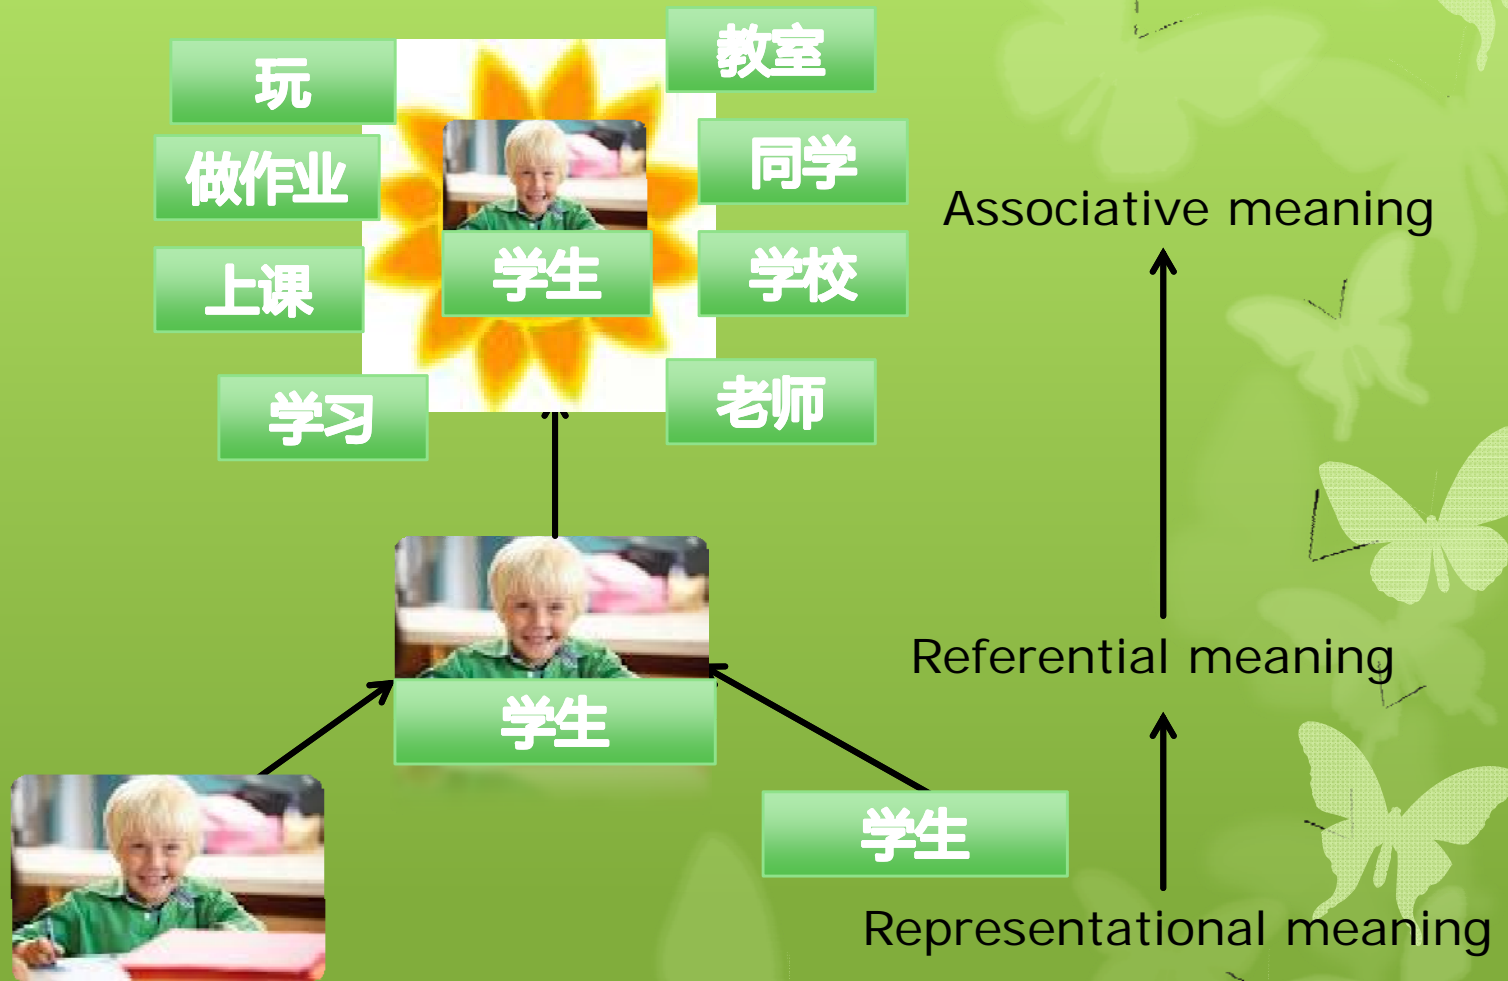 教室
玩
同学
做作业
Associative meaning
学生
学校
上课
老师
学习
Referential meaning
学生
学生
Representational meaning